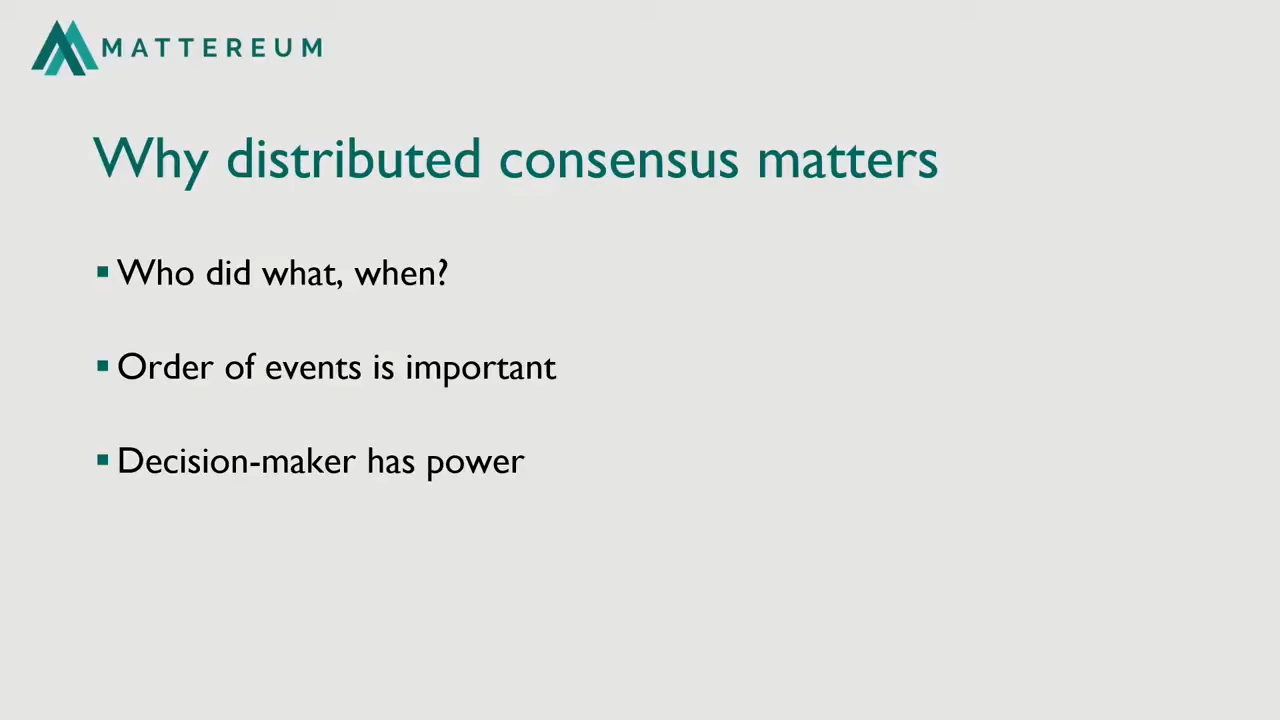 MATTEREUM
Why distributed consensus matters
▪ Who did what, when?
▪ Order of events is important
▪ Decision-maker has power